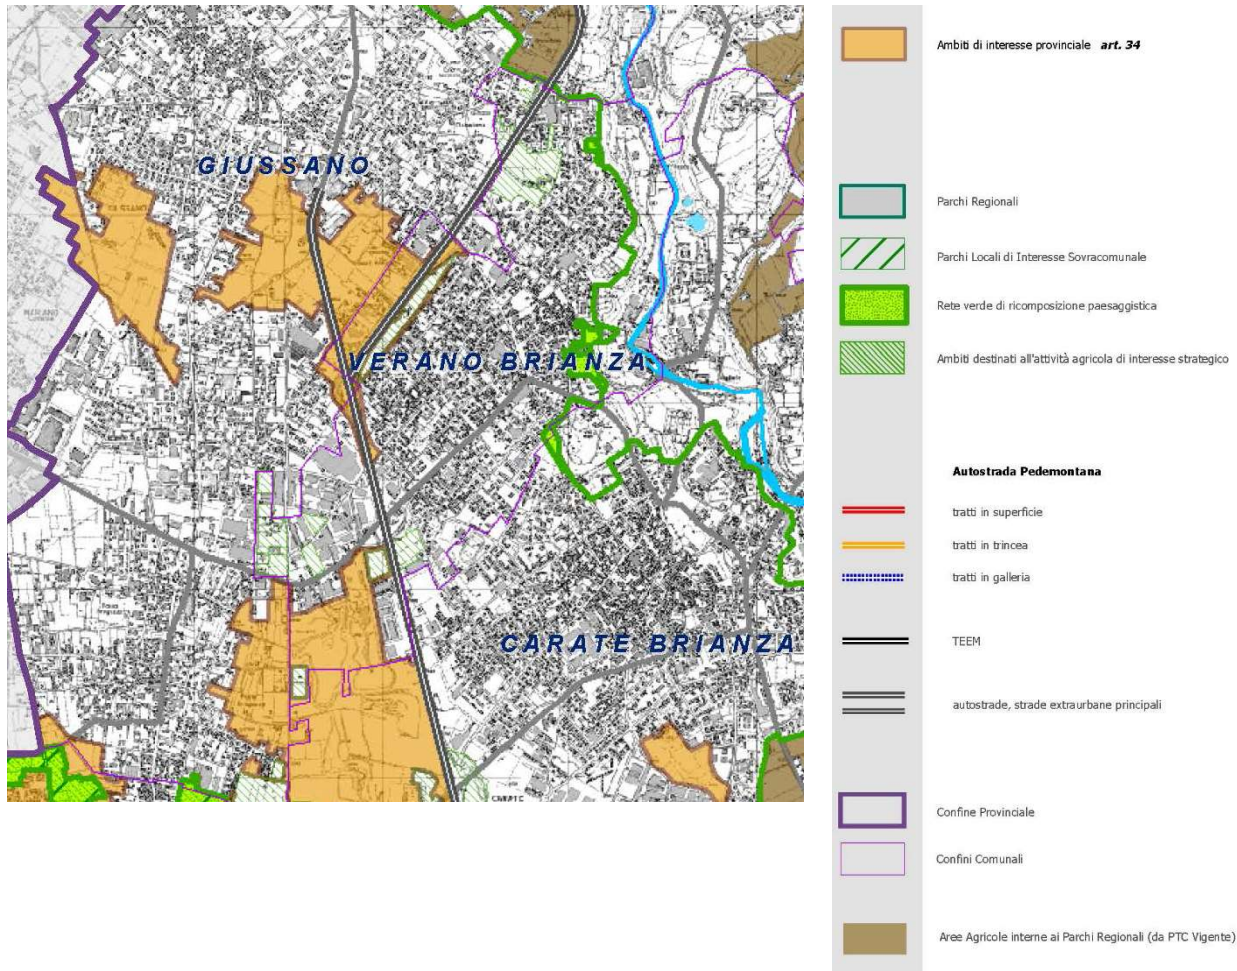 GIUSSANO
VERANO BRIANZA
CARATE BRIANZA
Ambiti di interesse provinciale art. 34
Parchi Regionali
Parchi Locali di Interesse Sovracomunale
Rete verde di ricomposizione paesaggistica
Ambiti destinati all'attività agricola di interesse strategico
Autostrada Pedemontana
tratti in superficie
tratti in trincea
tratti in galleria
TEEM
autostrade, strade extraurbane principali
Confine Provinciale
Confini Comunali
Aree Agricole interne ai Parchi Regionali (da PTC Vigente)